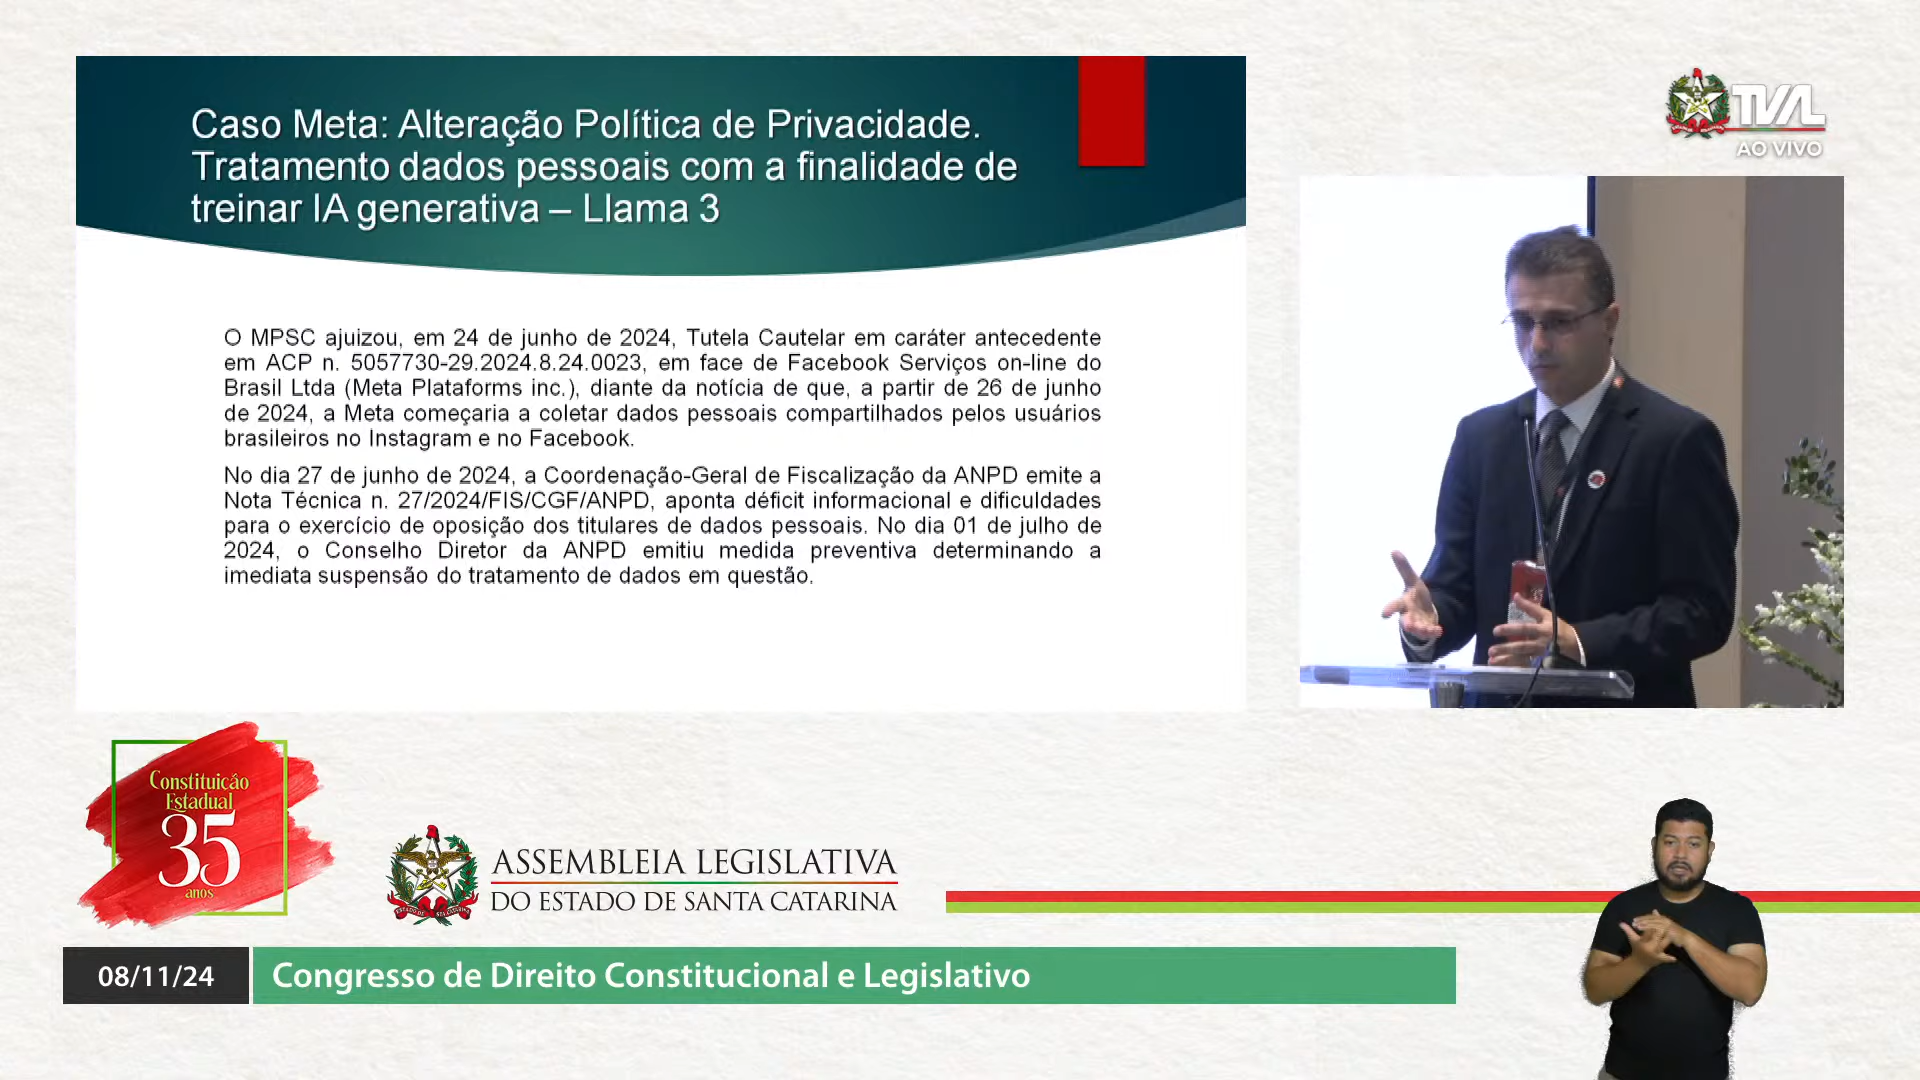 Caso Meta: Alteração Política de Privacidade.
Tratamento dados pessoais com a finalidade de
treinar IA generativa – Llama 3
O MPSC ajuizou, em 24 de junho de 2024, Tutela Cautelar em caráter antecedente
em ACP n. 5057730-29.2024.8.24.0023, em face de Facebook Serviços on-line do
Brasil Ltda (Meta Plataforms inc.), diante da notícia de que, a partir de 26 de junho
de 2024, a Meta começaria a coletar dados pessoais compartilhados pelos usuários
brasileiros no Instagram e no Facebook.
No dia 27 de junho de 2024, a Coordenação-Geral de Fiscalização da ANPD emite a
Nota Técnica n. 27/2024/FIS/CGF/ANPD, aponta déficit informacional e dificuldades
para o exercício de oposição dos titulares de dados pessoais. No dia 01 de julho de
2024, o Conselho Diretor da ANPD emitiu medida preventiva determinando a
imediata suspensão do tratamento de dados em questão.
TVAL
AO VIVO
Constituição
Estadual
35
anos
ASSEMBLEIA LEGISLATIVA
DO ESTADO DE SANTA CATARINA
08/11/24
Congresso de Direito Constitucional e Legislativo